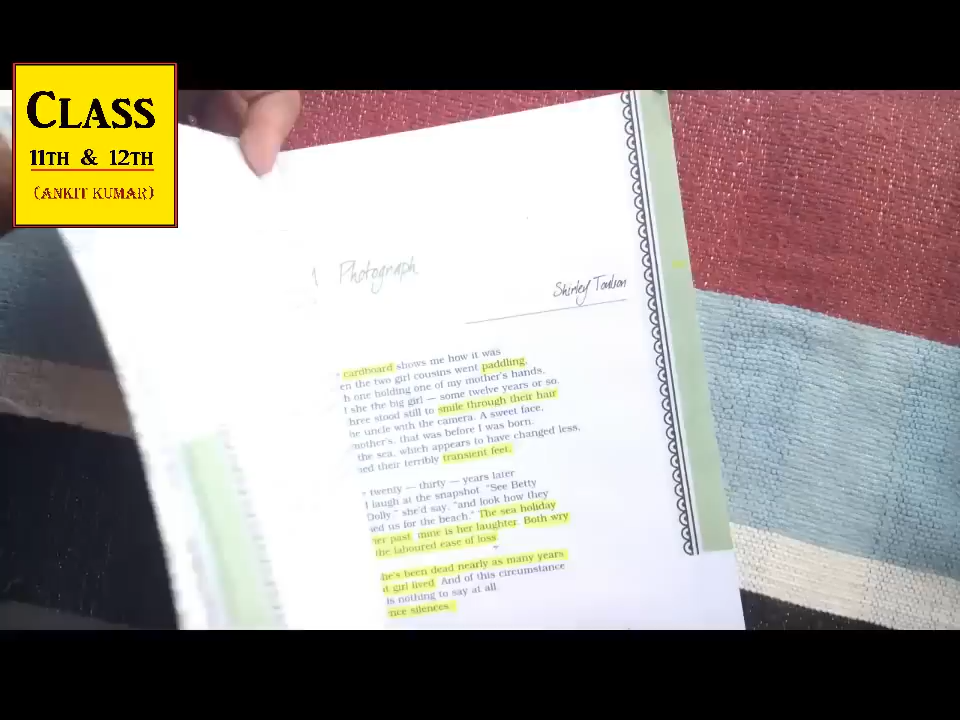 CLASS
11TH & 12TH
(ANKIT KUMAR)
Photograph
Shirley Toulson
cardboard shows me how it was
en the two girl cousins went paddling,
h one holding one of my mother's hands,
she the big girl — some twelve years or so.
hree stood still to smile through their hair
he uncle with the camera. A sweet face,
mother's, that was before I was born.
the sea, which appears to have changed less,
ed their terribly transient feet.
twenty — thirty — years later
laugh at the snapshot. "See Betty
Dolly," she'd say, "and look how they
sed us for the beach." The sea holiday
her past, mine is her laughter. Both wry
the laboured ease of loss
he's been dead nearly as many years
t girl lived. And of this circumstance
is nothing to say at all.
nce silences.